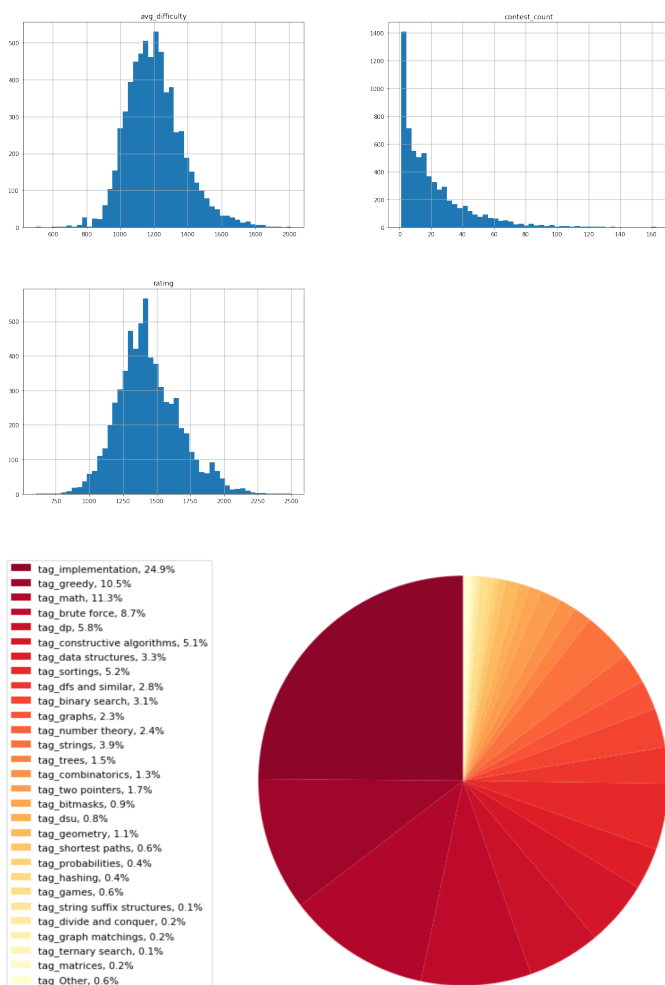 avg_difficulty
500
400
300
200
100
0
600 800 1000 1200 1400 1600 1800 2000
contest_count
1400
1200
1000
800
600
400
200
0
0 20 40 60 80 100 120 140 160
rating
500
400
300
200
100
0
750 1000 1250 1500 1750 2000 2250 2500
tag_implementation, 24.9%
tag_greedy, 10.5%
tag_math, 11.3%
tag_brute force, 8.7%
tag_dp, 5.8%
tag_constructive algorithms, 5.1%
tag_data structures, 3.3%
tag_sortings, 5.2%
tag_dfs and similar, 2.8%
tag_binary search, 3.1%
tag_graphs, 2.3%
tag_number theory, 2.4%
tag_strings, 3.9%
tag_trees, 1.5%
tag_combinatorics, 1.3%
tag_two pointers, 1.7%
tag_bitmasks, 0.9%
tag_dsu, 0.8%
tag_geometry, 1.1%
tag_shortest paths, 0.6%
tag_probabilities, 0.4%
tag_hashing, 0.4%
tag_games, 0.6%
tag_string suffix structures, 0.1%
tag_divide and conquer, 0.2%
tag_graph matchings, 0.2%
tag_ternary search, 0.1%
tag_matrices, 0.2%
tag_Other, 0.6%